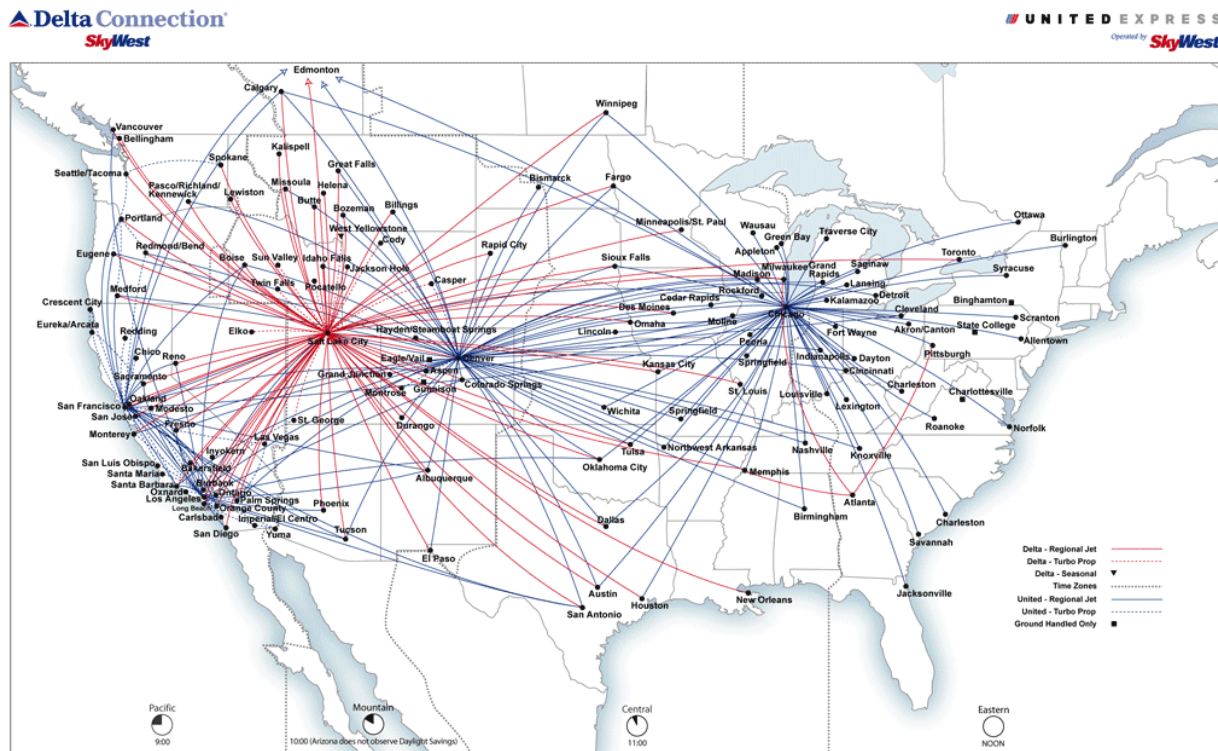 Delta Connection
SkyWest
UNITED EXPRESS
Operated by SkyWest
Edmonton
Calgary
Winnipeg
Vancouver
Bellingham
Kalispell
Spokane
Great Falls
Seattle/Tacoma
Pasco/Richland/
Kennewick
Lewiston
Missoula
Helena
Butte
Bozeman
Billings
Bismarck
Fargo
Portland
West Yellowstone
Cody
Minneapolis/St. Paul
Wausau
Green Bay
Appleton
Traverse City
Ottawa
Burlington
Eugene
Redmond/Bend
Boise
Sun Valley
Idaho Falls
Jackson Hole
Rapid City
Sioux Falls
Milwaukee
Madison
Grand
Rapids
Saginaw
Toronto
Syracuse
Medford
Twin Falls
Pocatello
Casper
Rockford
Lansing
Kalamazoo
Detroit
Crescent City
Cedar Rapids
Des Moines
Chicago
Cleveland
Binghamton
Eureka/Arcata
Redding
Elko
Salt Lake City
Hayden/Steamboat Springs
Omaha
Lincoln
Moline
Fort Wayne
Akron/Canton
State College
Scranton
Allentown
Chico
Reno
Eagle/Vail
Denver
Peoria
Springfield
Indianapolis
Dayton
Pittsburgh
Sacramento
Grand Junction
Aspen
Gunnison
Colorado Springs
Kansas City
Cincinnati
Oakland
San Francisco
Modesto
Montrose
St. Louis
Louisville
Lexington
Charleston
Charlottesville
San Jose
Fresno
St. George
Durango
Wichita
Springfield
Roanoke
Norfolk
Monterey
Las Vegas
Inyokern
Tulsa
Northwest Arkansas
Nashville
Knoxville
San Luis Obispo
Bakersfield
Oklahoma City
Memphis
Santa Maria
Santa Barbara
Burbank
Albuquerque
Oxnard
Ontario
Los Angeles
Palm Springs
Long Beach
Orange County
Phoenix
Atlanta
Carlsbad
Imperial/El Centro
Dallas
Birmingham
Charleston
San Diego
Yuma
Tucson
El Paso
Savannah
Austin
San Antonio
Houston
New Orleans
Jacksonville
Delta - Regional Jet
Delta - Turbo Prop
Delta - Seasonal
Time Zones
United - Regional Jet
United - Turbo Prop
Ground Handled Only
Pacific
9:00
Mountain
10:00 (Arizona does not observe Daylight Savings)
Central
11:00
Eastern
NOON